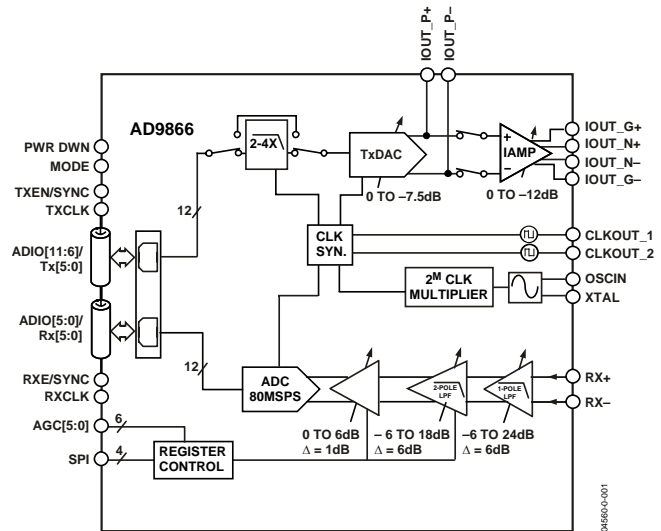 IOUT_P+
IOUT_P–
AD9866
PWR DWN
MODE
TXEN/SYNC
TXCLK
ADIO[11:6]/
Tx[5:0]
ADIO[5:0]/
Rx[5:0]
RXE/SYNC
RXCLK
AGC[5:0]
SPI
12
12
6
4
2-4X
TxDAC
0 TO –7.5dB
+
IAMP
–
0 TO –12dB
IOUT_G+
IOUT_N+
IOUT_N–
IOUT_G–
CLK
SYN.
CLKOUT_1
CLKOUT_2
2M CLK
MULTIPLIER
OSCIN
XTAL
ADC
80MSPS
2-POLE
LPF
1-POLE
LPF
RX+
RX–
0 TO 6dB
Δ = 1dB
– 6 TO 18dB
Δ = 6dB
–6 TO 24dB
Δ = 6dB
REGISTER
CONTROL
04560-0-001